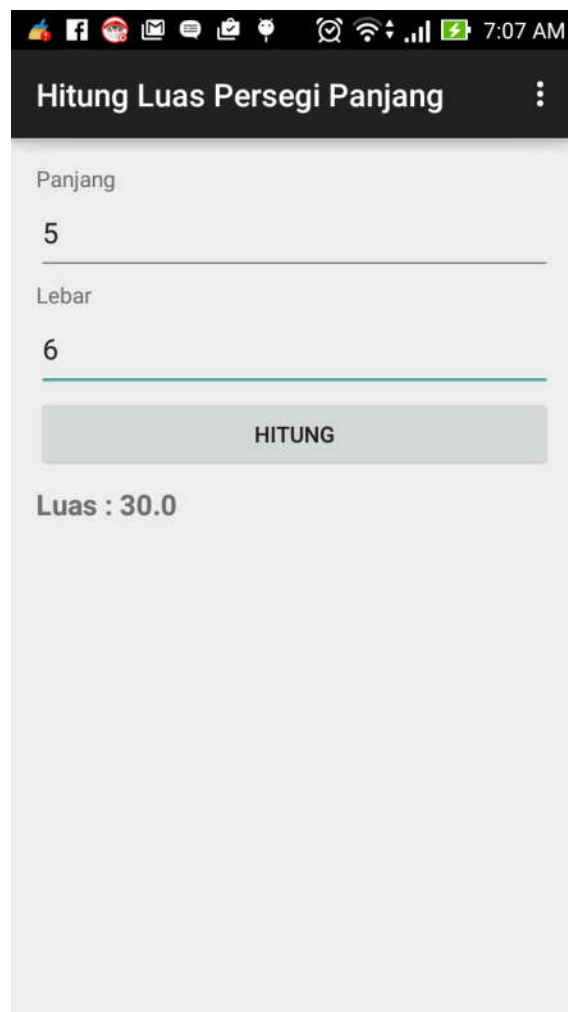 7:07 AM
Hitung Luas Persegi Panjang
Panjang
5
Lebar
6
HITUNG
Luas : 30.0